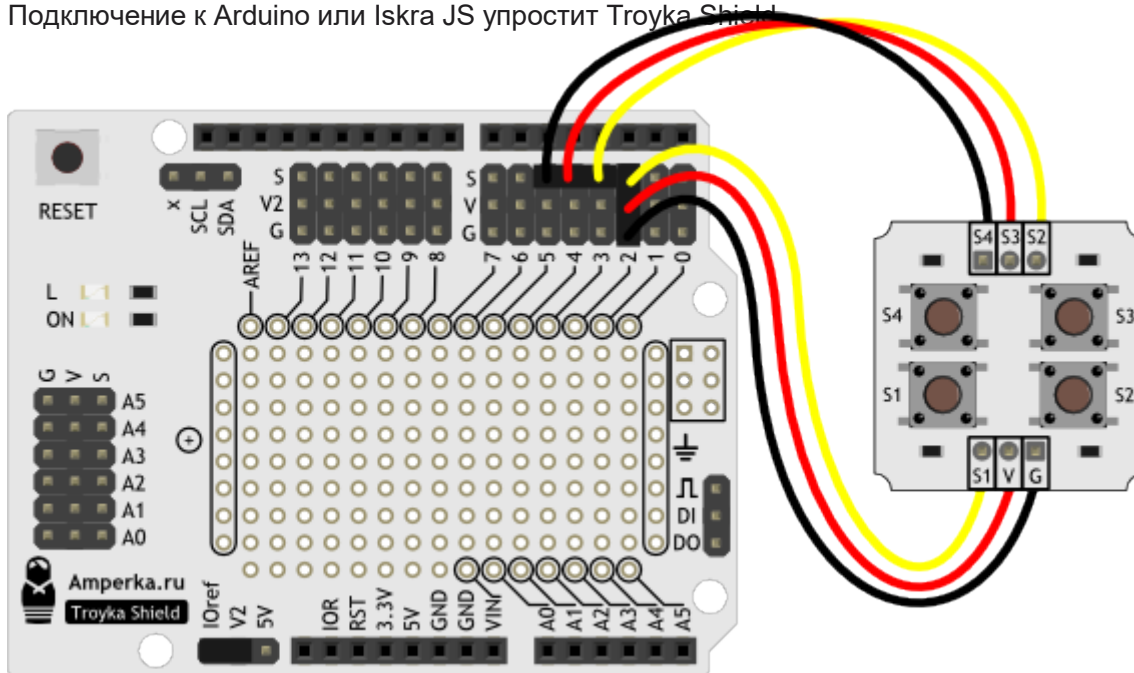 Подключение к Arduino или Iskra JS упростит Troyka Shield
RESET
X SCL SDA
S
V2
G
S
V
G
AREF 13 12 11 10 9 8 7 6 5 4 3 2 1 0
L
ON
G V S
A5
A4
A3
A2
A1
A0
DI
DO
Amperka.ru
Troyka Shield
IOref V2 5V
IOR RST 3.3V 5V GND GND VIN A0 A1 A2 A3 A4 A5
S4 S3 S2
S4 S3
S1 S2
S1 V G